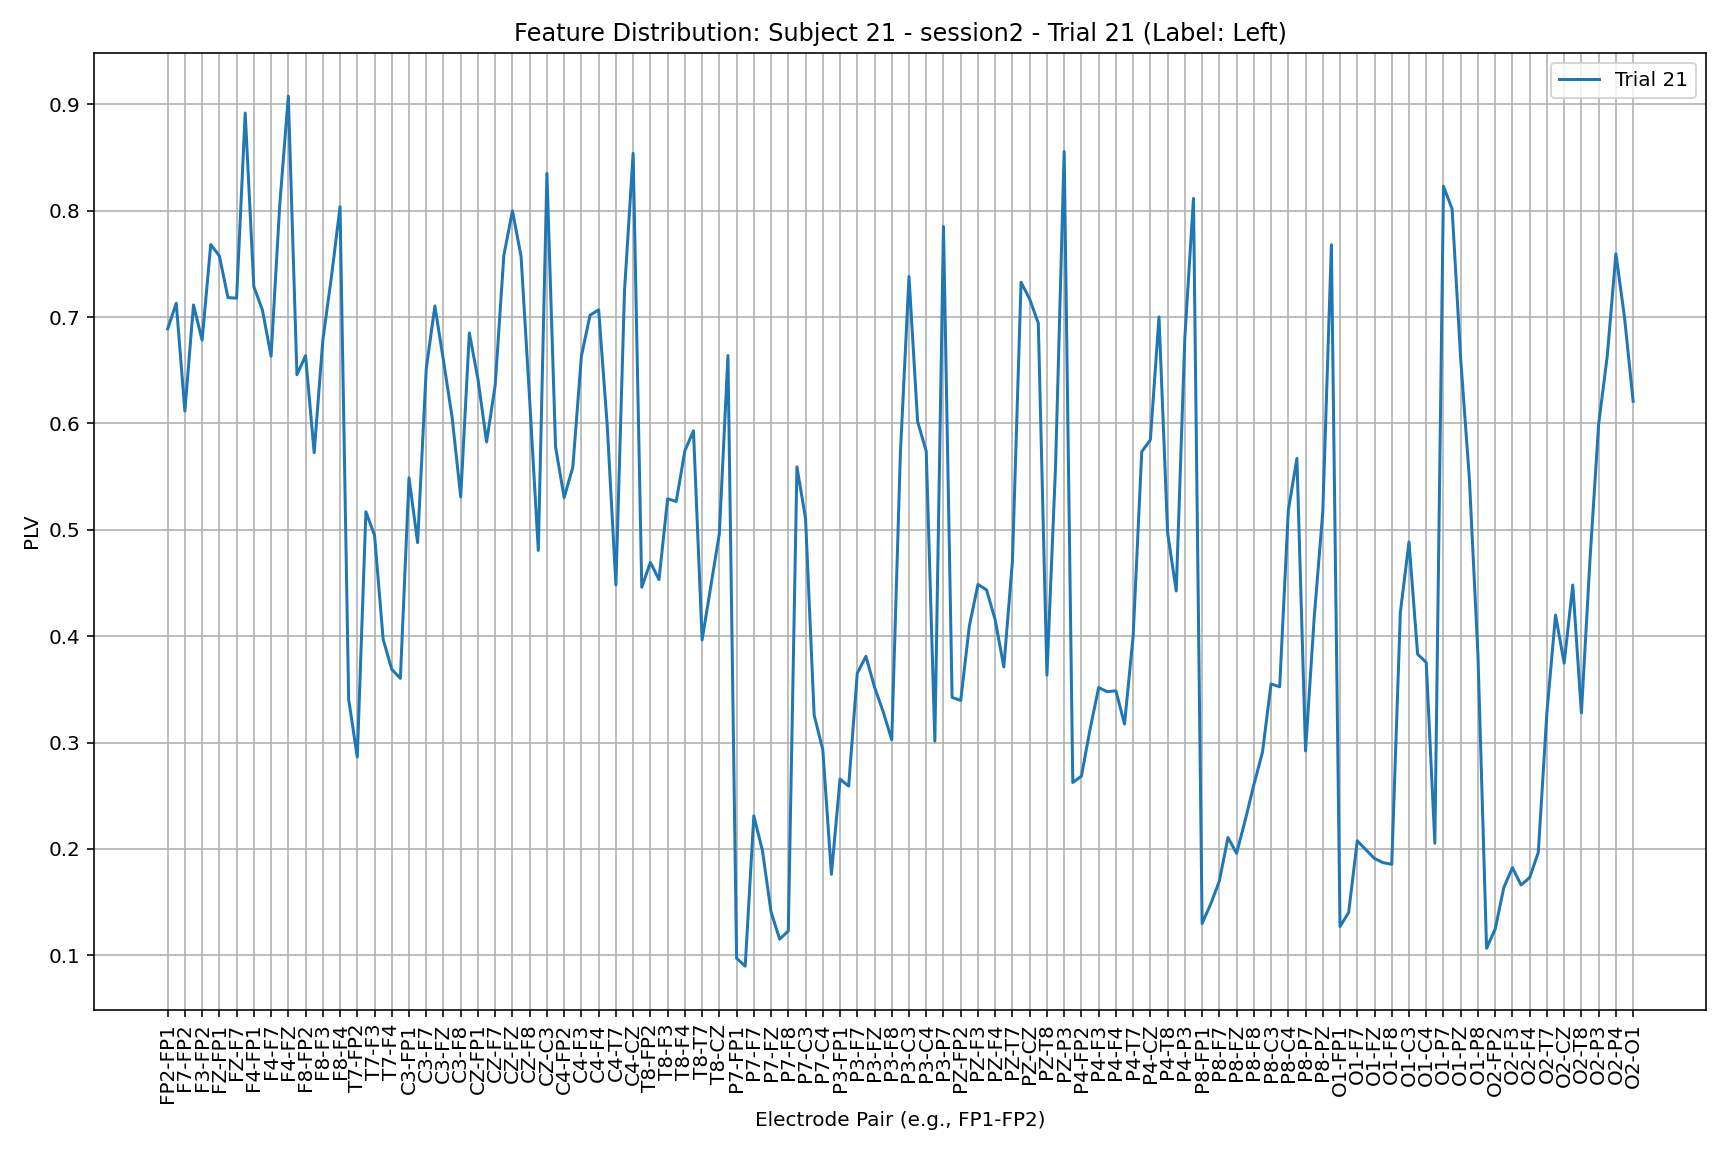 Feature Distribution: Subject 21 - session2 - Trial 21 (Label: Left)
Trial 21
PLV
0.9
0.8
0.7
0.6
0.5
0.4
0.3
0.2
0.1
FP2-FP1
F7-FP2
F3-FP2
FZ-FP1
FZ-F7
F4-FP1
F4-F7
F4-FZ
F8-FP2
F8-F3
F8-F4
T7-FP2
T7-F3
T7-F4
C3-FP1
C3-F7
C3-FZ
C3-F8
CZ-FP1
CZ-F7
CZ-FZ
CZ-F8
CZ-C3
C4-FP2
C4-F3
C4-F4
C4-T7
C4-CZ
T8-FP2
T8-F3
T8-F4
T8-T7
T8-CZ
P7-FP1
P7-F7
P7-FZ
P7-F8
P7-C3
P7-C4
P3-FP1
P3-F7
P3-FZ
P3-F8
P3-C3
P3-C4
P3-P7
PZ-FP2
PZ-F3
PZ-F4
PZ-T7
PZ-CZ
PZ-T8
PZ-P3
P4-FP2
P4-F3
P4-F4
P4-T7
P4-CZ
P4-T8
P4-P3
P8-FP1
P8-F7
P8-FZ
P8-F8
P8-C3
P8-C4
P8-P7
P8-PZ
O1-FP1
O1-F7
O1-FZ
O1-F8
O1-C3
O1-C4
O1-P7
O1-PZ
O1-P8
O2-FP2
O2-F3
O2-F4
O2-T7
O2-CZ
O2-T8
O2-P3
O2-P4
O2-O1
Electrode Pair (e.g., FP1-FP2)